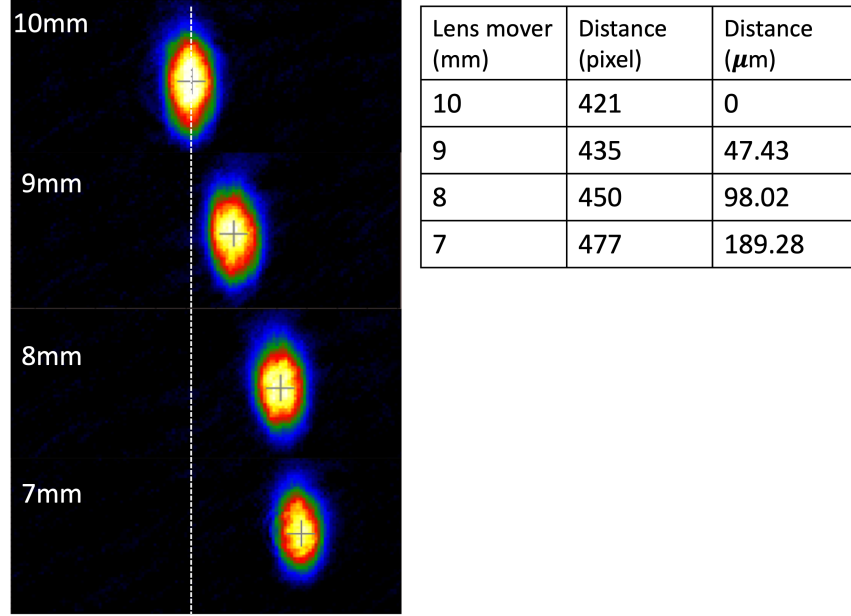 10mm
9mm
8mm
7mm
Lens mover (mm) Distance (pixel) Distance (𝝁m)
10 421 0
9 435 47.43
8 450 98.02
7 477 189.28